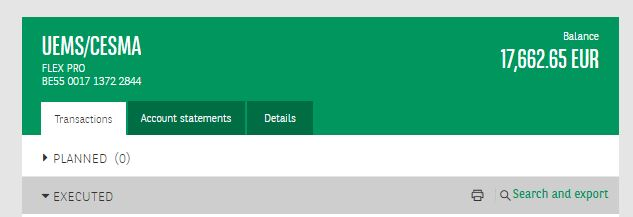 UEMS/CESMA
FLEX PRO
BE55 0017 1372 2844
Balance
17,662.65 EUR
Transactions
Account statements
Details
PLANNED (0)
EXECUTED
Search and export